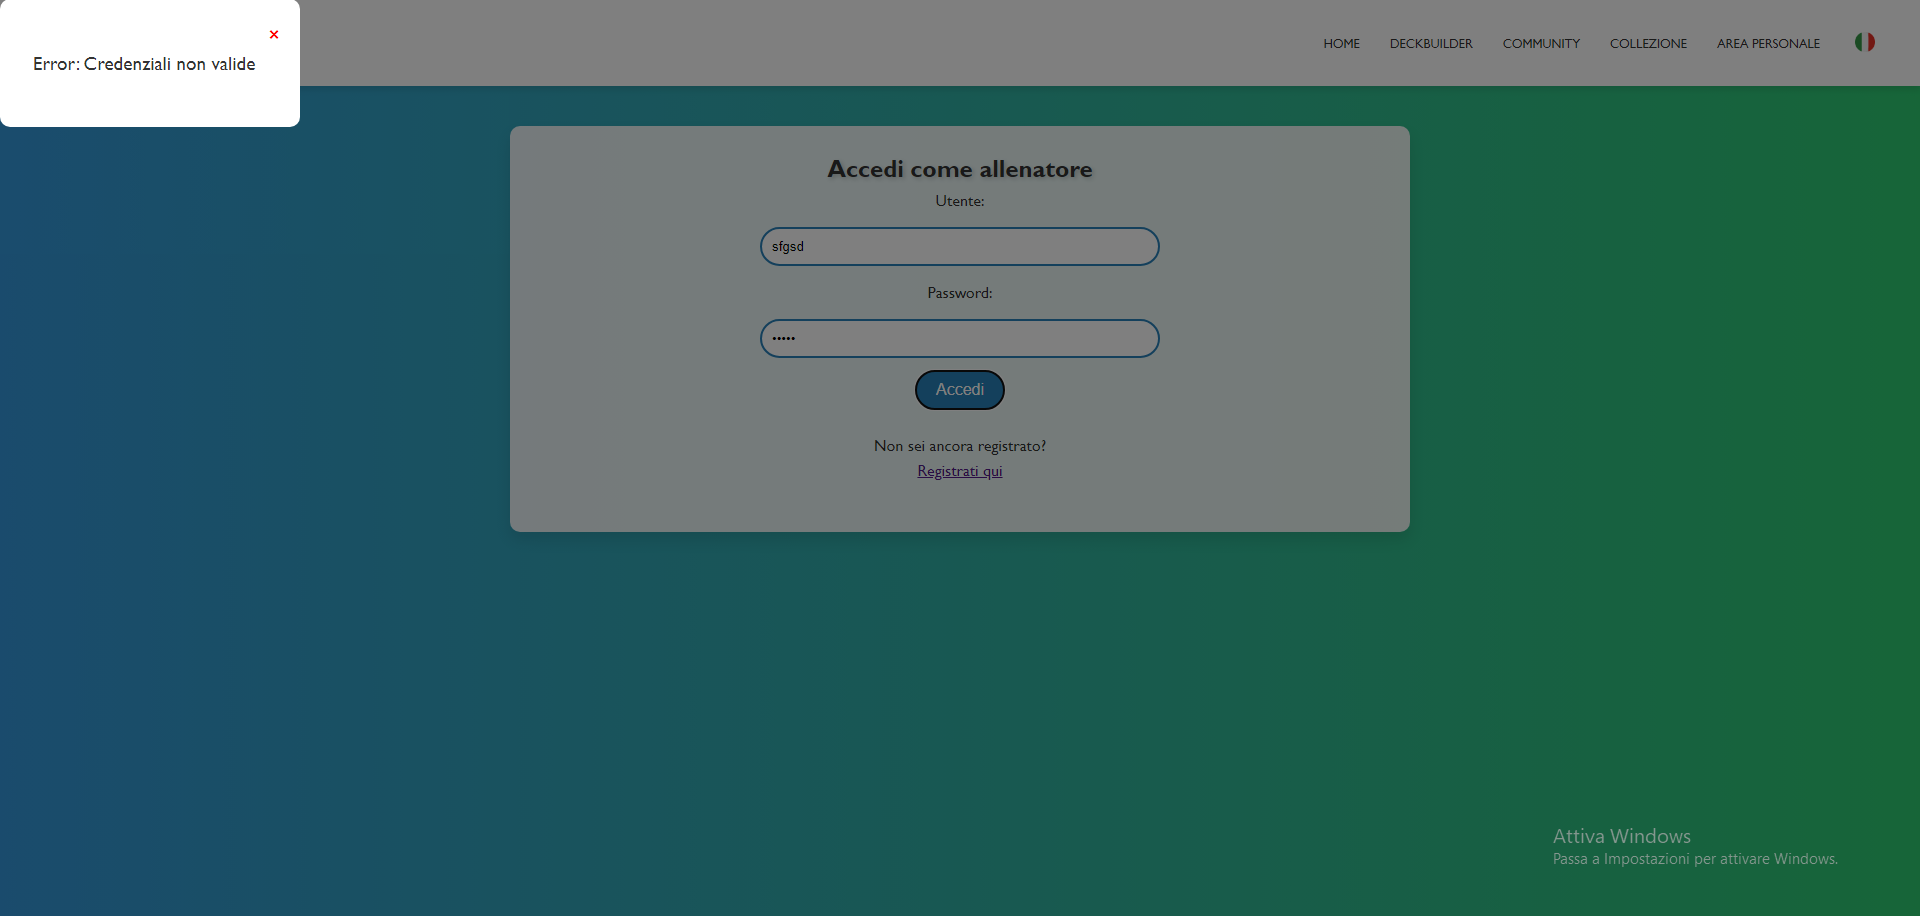 ×
Error: Credenziali non valide
HOME DECKBUILDER COMMUNITY COLLEZIONE AREA PERSONALE
Accedi come allenatore
Utente:
sfgsd
Password:
•••••
Accedi
Non sei ancora registrato?
Registrati qui
Attiva Windows
Passa a Impostazioni per attivare Windows.